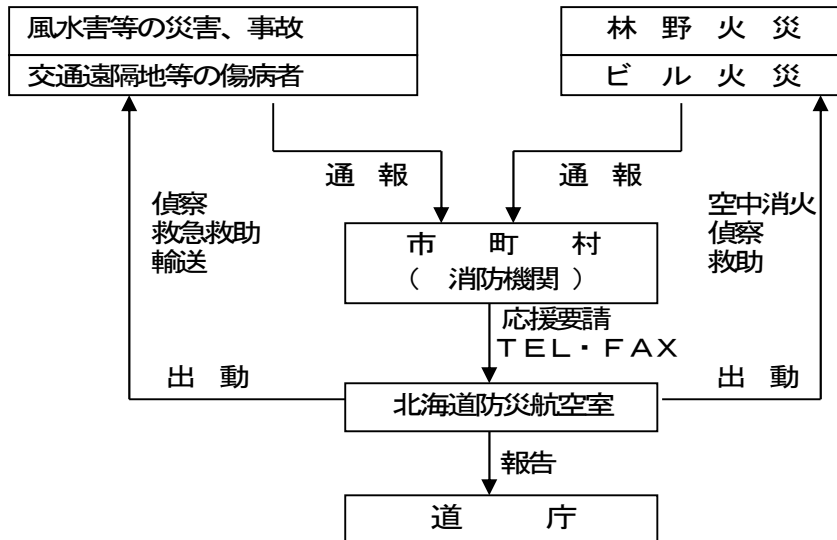 風水害等の災害、事故
交通遠隔地等の傷病者
林 野 火 災
ビ ル 火 災
通 報
通 報
偵察
救急救助
輸送
空中消火
偵察
救助
市 町 村
( 消防機関 )
応援要請
TEL・FAX
出 動
出 動
北海道防災航空室
報告
道 庁